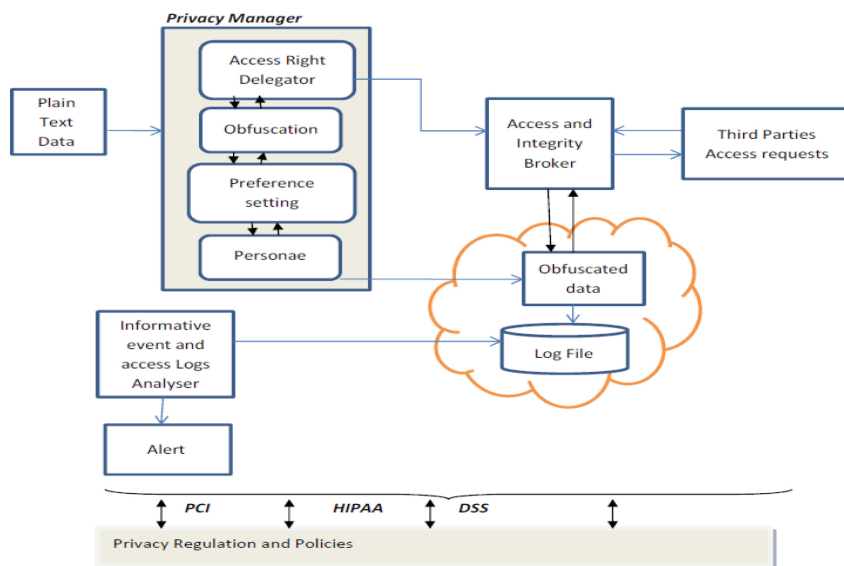 Privacy Manager
Access Right
Delegator
Obfuscation
Preference
setting
Personae
Plain
Text
Data
Access and
Integrity
Broker
Third Parties
Access requests
Obfuscated
data
Log File
Informative
event and
access Logs
Analyser
Alert
PCI
HIPAA
DSS
Privacy Regulation and Policies